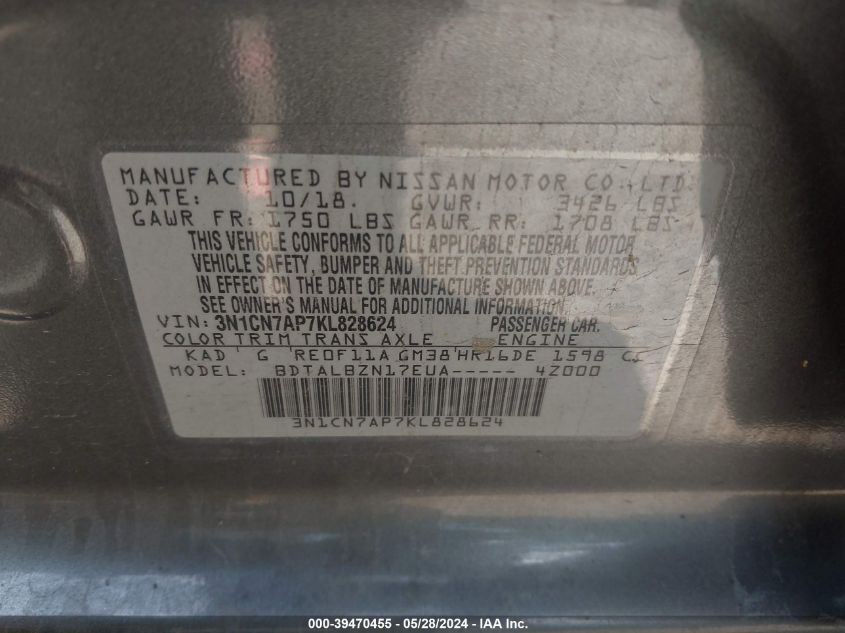 MANUFACTURED BY NISSAN MOTOR CO., LTD.
DATE: 10/18. GVWR: 3426 LBS
GAWR FR: 1750 LBS GAWR RR: 1708 LBS
THIS VEHICLE CONFORMS TO ALL APPLICABLE FEDERAL MOTOR
VEHICLE SAFETY, BUMPER AND THEFT PREVENTION STANDARDS
IN EFFECT ON THE DATE OF MANUFACTURE SHOWN ABOVE.
SEE OWNER'S MANUAL FOR ADDITIONAL INFORMATION
VIN: 3N1CN7AP7KL828624 PASSENGER CAR.
COLOR TRIM TRANS AXLE ENGINE
KAD G RE0F11A GM38 HR16DE 1598 CC
MODEL: BDTALBZN17EUA----- 4Z000
3N1CN7AP7KL828624
000-39470455 - 05/28/2024 - IAA Inc.